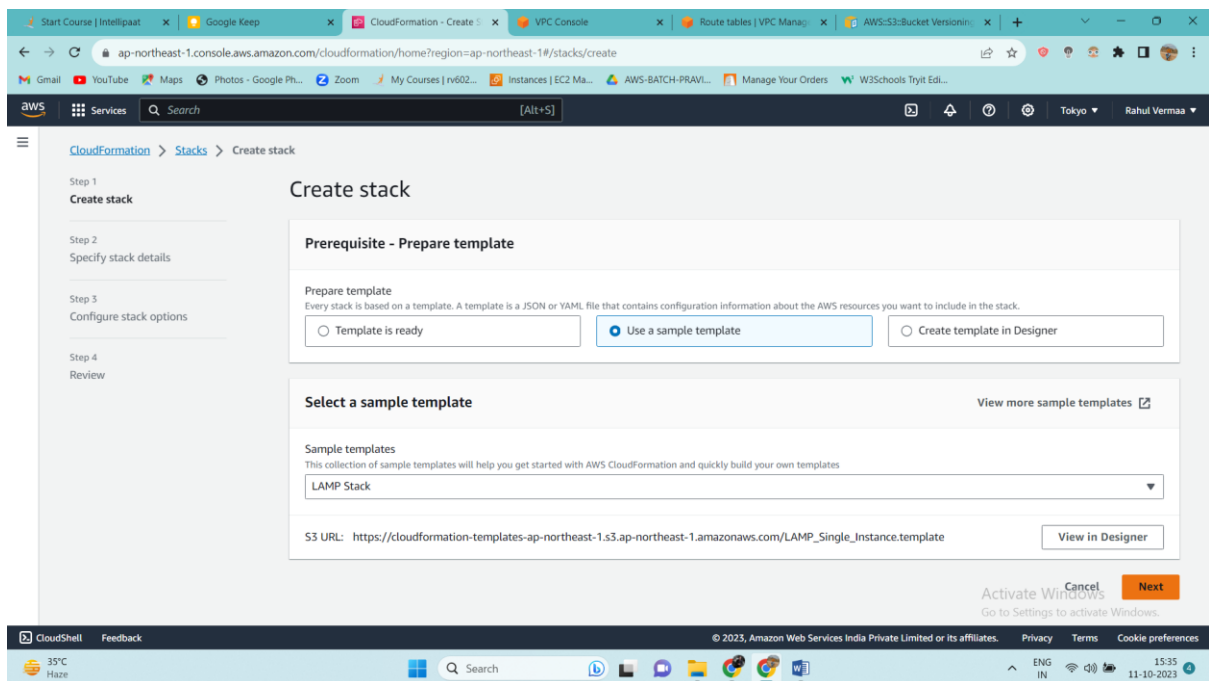 Start Course | Intellipaat
Google Keep
CloudFormation - Create S
VPC Console
Route tables | VPC Manag
AWS::S3::Bucket Versioning
ap-northeast-1.console.aws.amazon.com/cloudformation/home?region=ap-northeast-1#/stacks/create
Gmail YouTube Maps Photos - Google Ph... Zoom My Courses | rv602... Instances | EC2 Ma... AWS-BATCH-PRAVI... Manage Your Orders W3Schools Tryit Edi...
aws Services Search [Alt+S] Tokyo Rahul Vermaa
CloudFormation > Stacks > Create stack
Step 1
Create stack
Step 2
Specify stack details
Step 3
Configure stack options
Step 4
Review
Create stack
Prerequisite - Prepare template
Prepare template
Every stack is based on a template. A template is a JSON or YAML file that contains configuration information about the AWS resources you want to include in the stack.
Template is ready
Use a sample template
Create template in Designer
Select a sample template
View more sample templates
Sample templates
This collection of sample templates will help you get started with AWS CloudFormation and quickly build your own templates
LAMP Stack
S3 URL: https://cloudformation-templates-ap-northeast-1.s3.ap-northeast-1.amazonaws.com/LAMP_Single_Instance.template
View in Designer
Cancel
Next
Activate Windows
Go to Settings to activate Windows.
CloudShell Feedback © 2023, Amazon Web Services India Private Limited or its affiliates. Privacy Terms Cookie preferences
35°C
Haze
Search
ENG
IN
15:35
11-10-2023
4